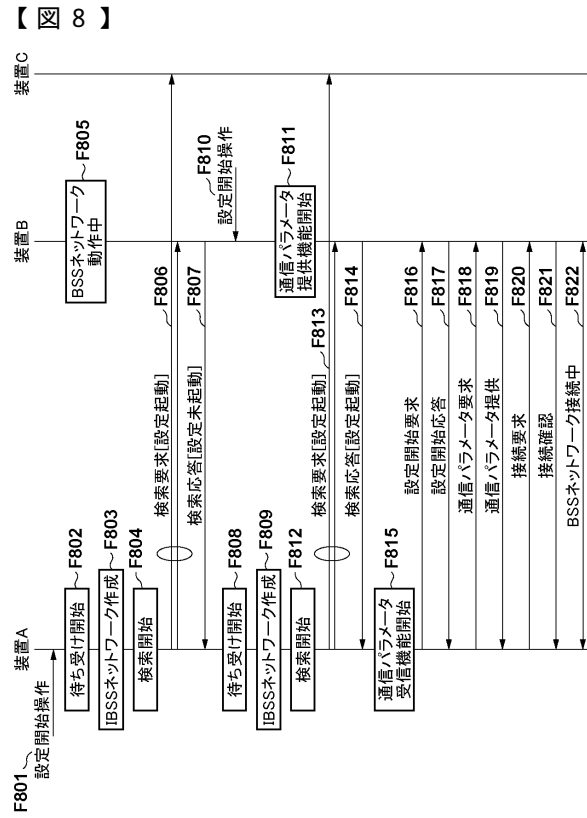 【図８】
装置A
装置B
装置C
F801
設定開始操作
F802
待ち受け開始
F803
IBSSネットワーク作成
F804
検索開始
F805
BSSネットワーク
動作中
F806
検索要求[設定起動]
F807
検索応答[設定未起動]
F808
待ち受け開始
F809
IBSSネットワーク作成
F810
設定開始操作
F811
通信パラメータ
提供機能開始
F812
検索開始
F813
検索要求[設定起動]
F814
検索応答[設定起動]
F815
通信パラメータ
受信機能開始
F816
設定開始要求
F817
設定開始応答
F818
通信パラメータ要求
F819
通信パラメータ提供
F820
接続要求
F821
接続確認
F822
BSSネットワーク接続中